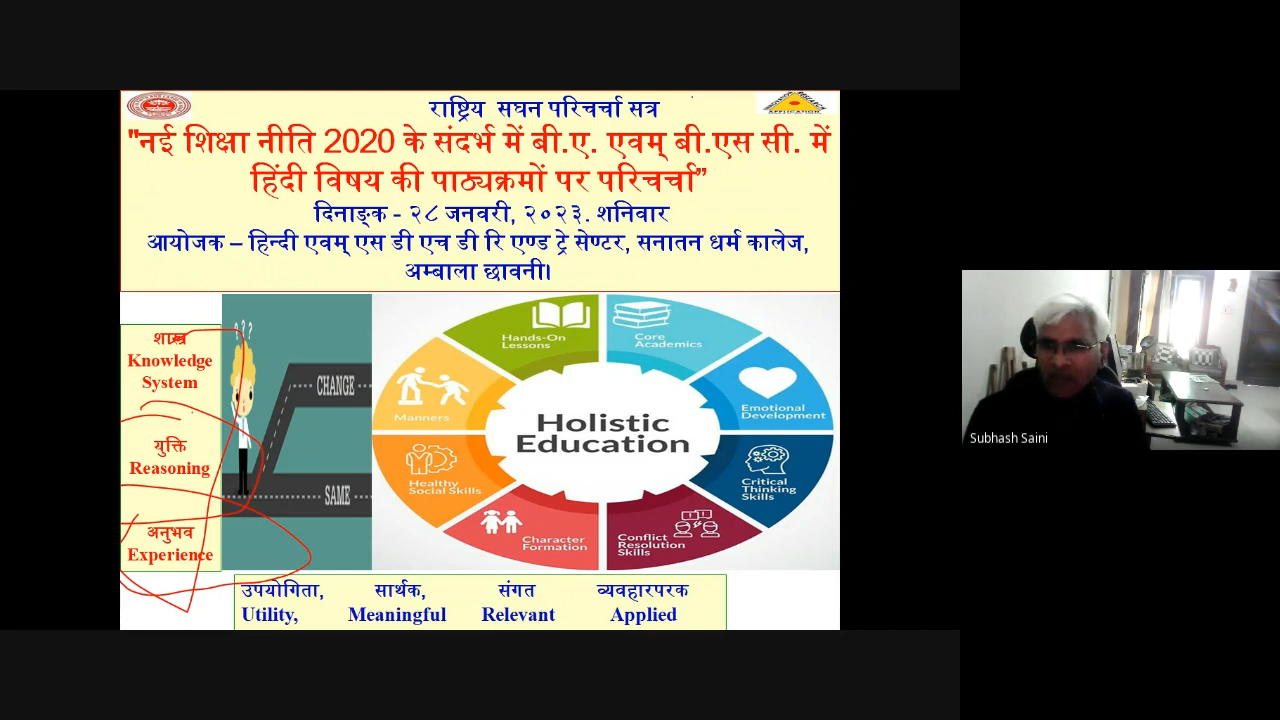 राष्ट्रिय सघन परिचर्चा सत्र
"नई शिक्षा नीति 2020 के संदर्भ में बी.ए. एवम् बी.एस सी. में
हिंदी विषय की पाठ्यक्रमों पर परिचर्चा”
दिनाङ्क - २८ जनवरी, २०२३. शनिवार
आयोजक – हिन्दी एवम् एस डी एच डी रि एण्ड ट्रे सेण्टर, सनातन धर्म कालेज,
अम्बाला छावनी।
APPLICATION
शास्त्र
Knowledge
System
युक्ति
Reasoning
अनुभव
Experience
? ? ?
CHANGE
SAME
Holistic
Education
Hands-On
Lessons
Core
Academics
Emotional
Development
Critical
Thinking
Skills
Conflict
Resolution
Skills
Character
Formation
Healthy
Social Skills
Manners
उपयोगिता, सार्थक, संगत व्यवहारपरक
Utility, Meaningful Relevant Applied
Subhash Saini